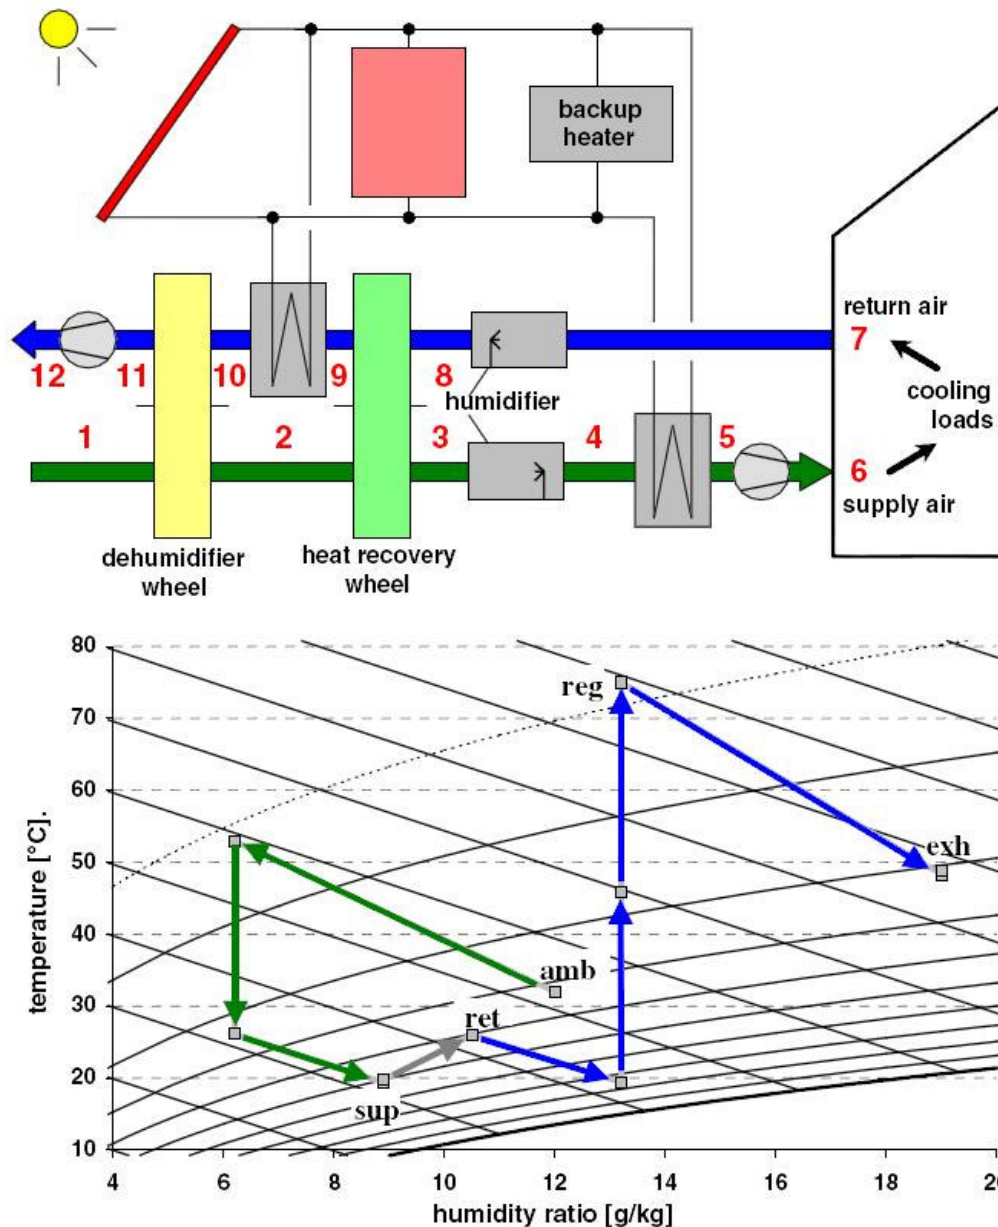 backup
heater
return air
7
12
11
10
9
8
humidifier
cooling
loads
1
2
3
4
5
6
supply air
dehumidifier
wheel
heat recovery
wheel
80
70
60
50
40
30
20
10
temperature [°C].
reg
exh
amb
ret
sup
4
6
8
10
12
14
16
18
20
humidity ratio [g/kg]